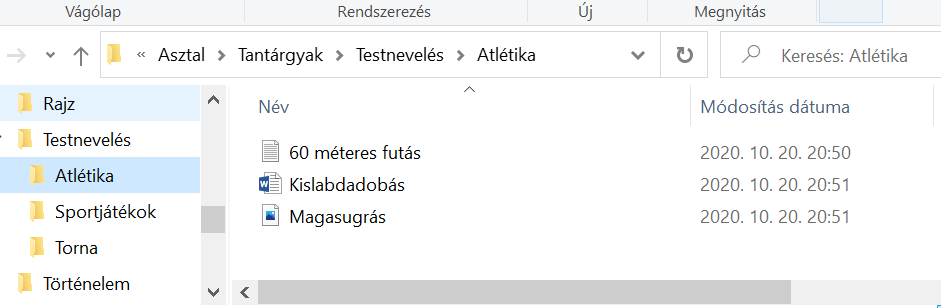 Vágólap Rendszerezés Új Megnyitás
« Asztal > Tantárgyak > Testnevelés > Atlétika Keresés: Atlétika
Rajz
Testnevelés
Atlétika
Sportjátékok
Torna
Történelem
Név Módosítás dátuma
60 méteres futás 2020. 10. 20. 20:50
Kislabdadobás 2020. 10. 20. 20:51
Magasugrás 2020. 10. 20. 20:51